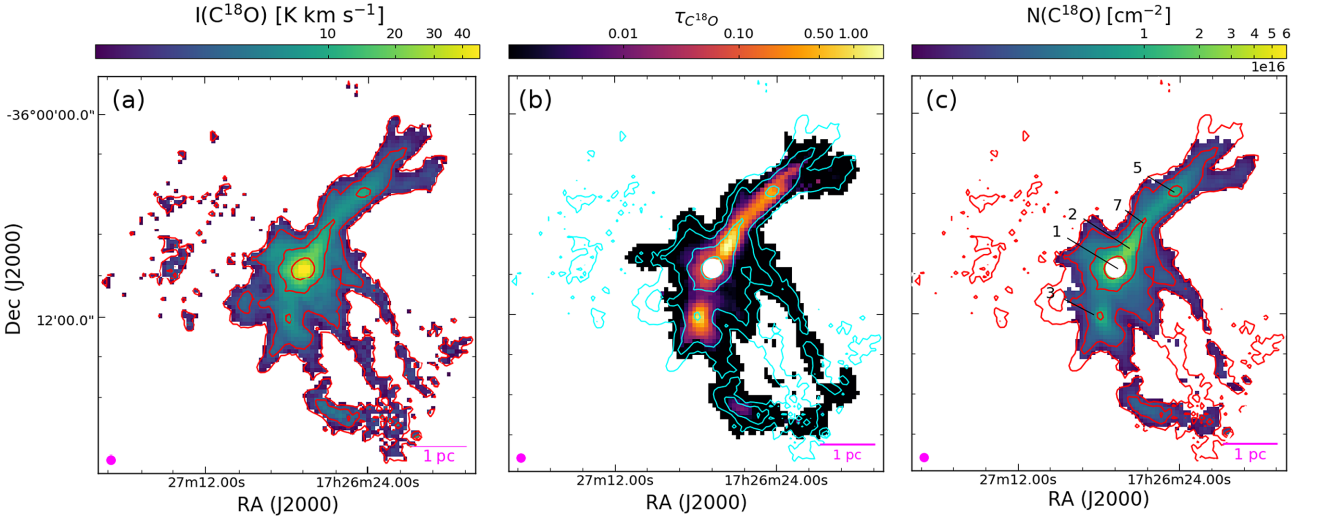 I(C¹⁸O) [K km s⁻¹]
10 20 30 40
(a)
-36°00'00.0"
12'00.0"
Dec (J2000)
1 pc
27m12.00s 17h26m24.00s
RA (J2000)
τ_{C¹⁸O}
0.01 0.10 0.50 1.00
(b)
1 pc
27m12.00s 17h26m24.00s
RA (J2000)
N(C¹⁸O) [cm⁻²]
1 2 3 4 5 6
1e16
(c)
5
7
2
1
3
1 pc
27m12.00s 17h26m24.00s
RA (J2000)